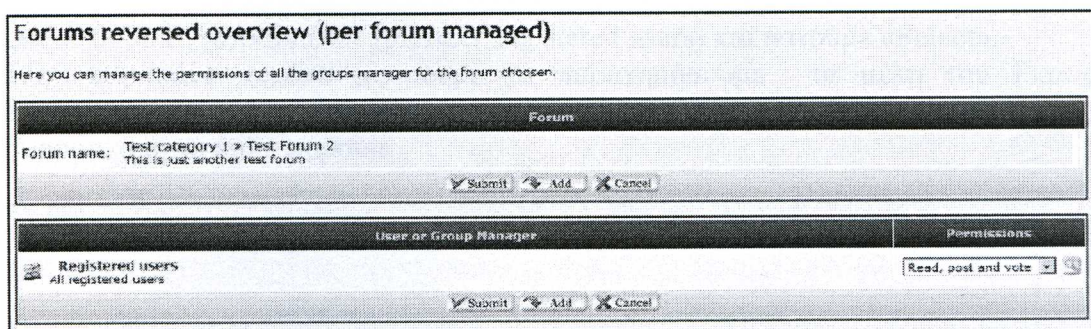 Forums reversed overview (per forum managed)
Here you can manage the permissions of all the groups manager for the forum choosen.
Forum
Forum name: Test category 1 » Test Forum 2
This is just another test forum
Submit Add Cancel
User or Group Manager Permissions
Registered users Read, post and vote
All registered users
Submit Add Cancel